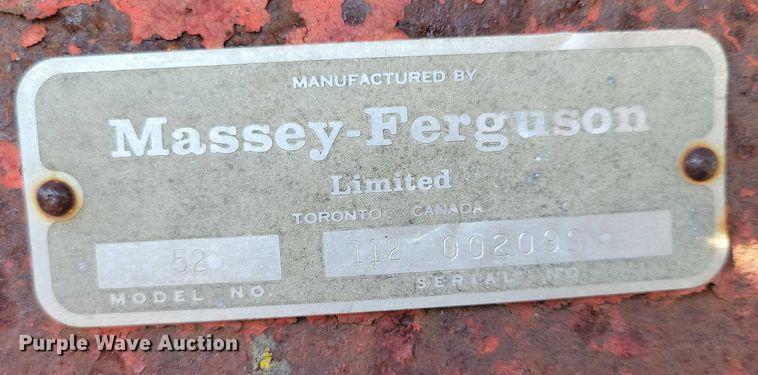 MANUFACTURED BY
Massey-Ferguson
Limited
TORONTO CANADA
52 112 002099
MODEL NO. SERIAL NO.
Purple Wave Auction